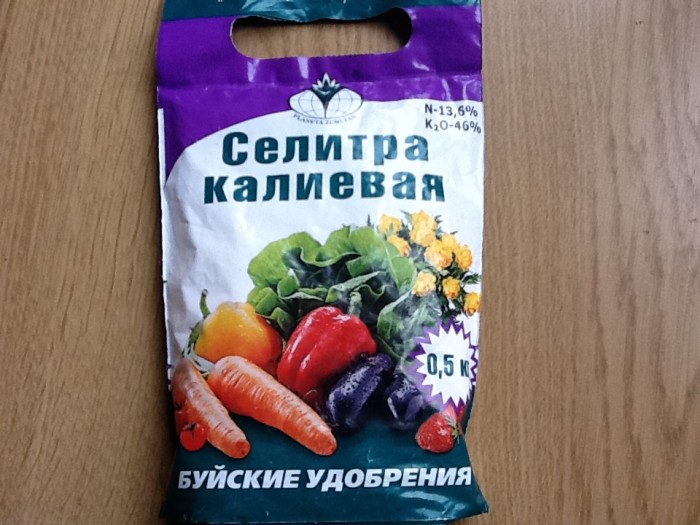 N-13,6%
K₂O-46%
Селитра
калиевая
0,5 к
БУЙСКИЕ УДОБРЕНИЯ